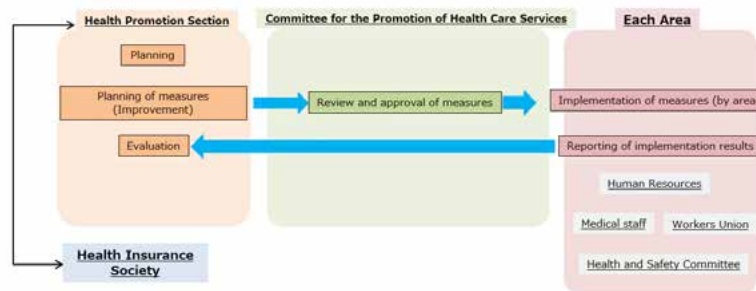 Health Promotion Section
Committee for the Promotion of Health Care Services
Each Area
Planning
Planning of measures
(Improvement)
Review and approval of measures
Implementation of measures (by area
Evaluation
Reporting of implementation results
Human Resources
Medical staff
Workers Union
Health and Safety Committee
Health Insurance
Society